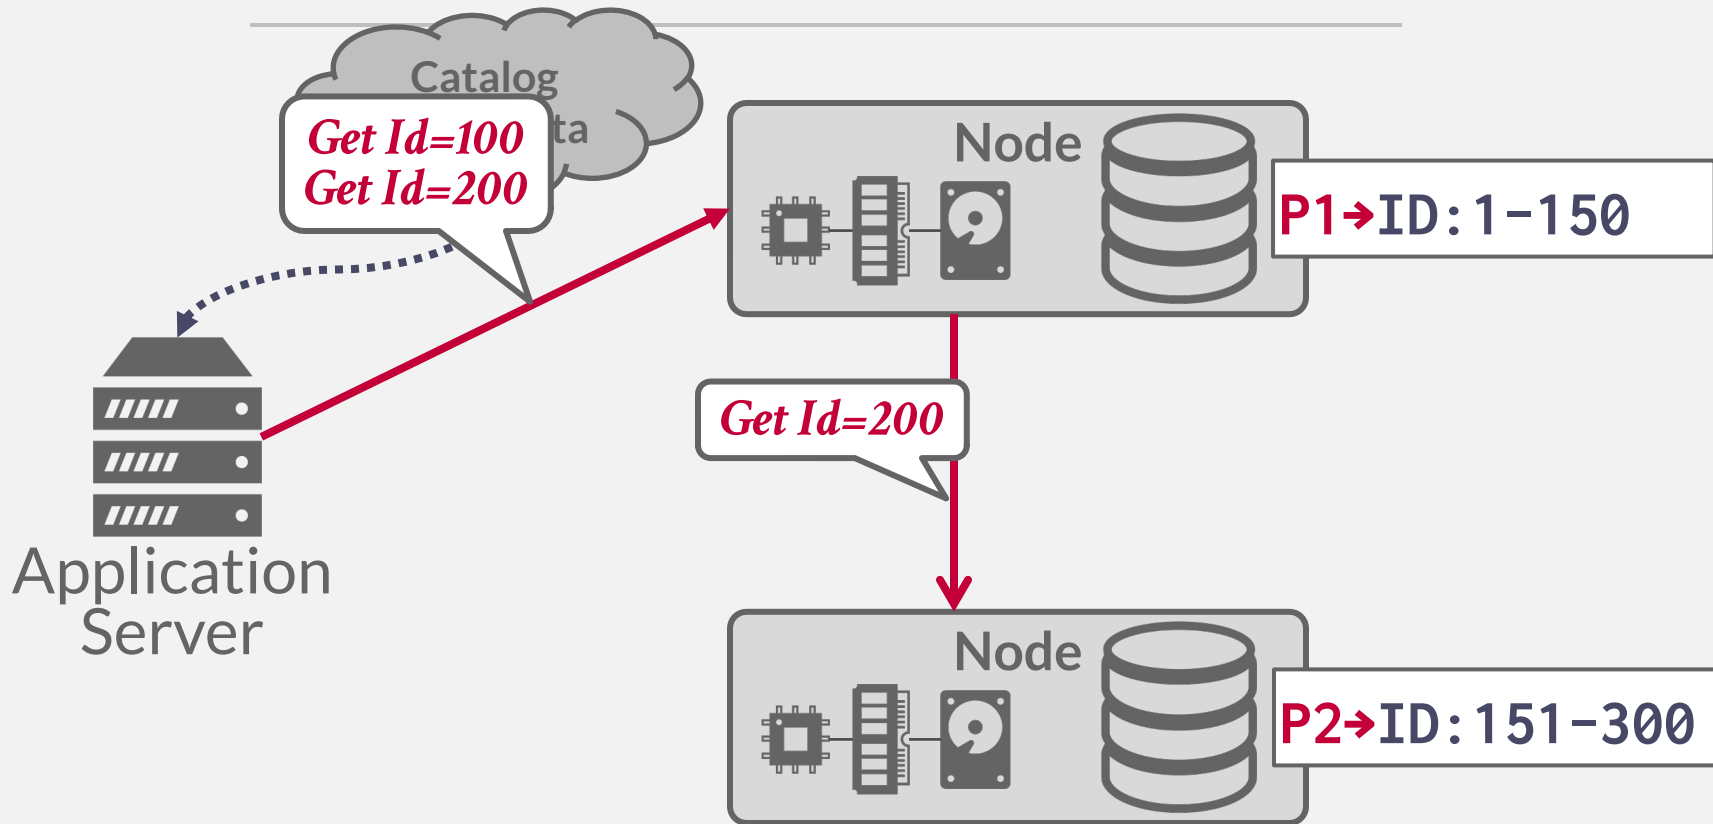 Catalog
ta
Get Id=100
Get Id=200
Node
P1→ID:1-150
Get Id=200
Application
Server
Node
P2→ID:151-300